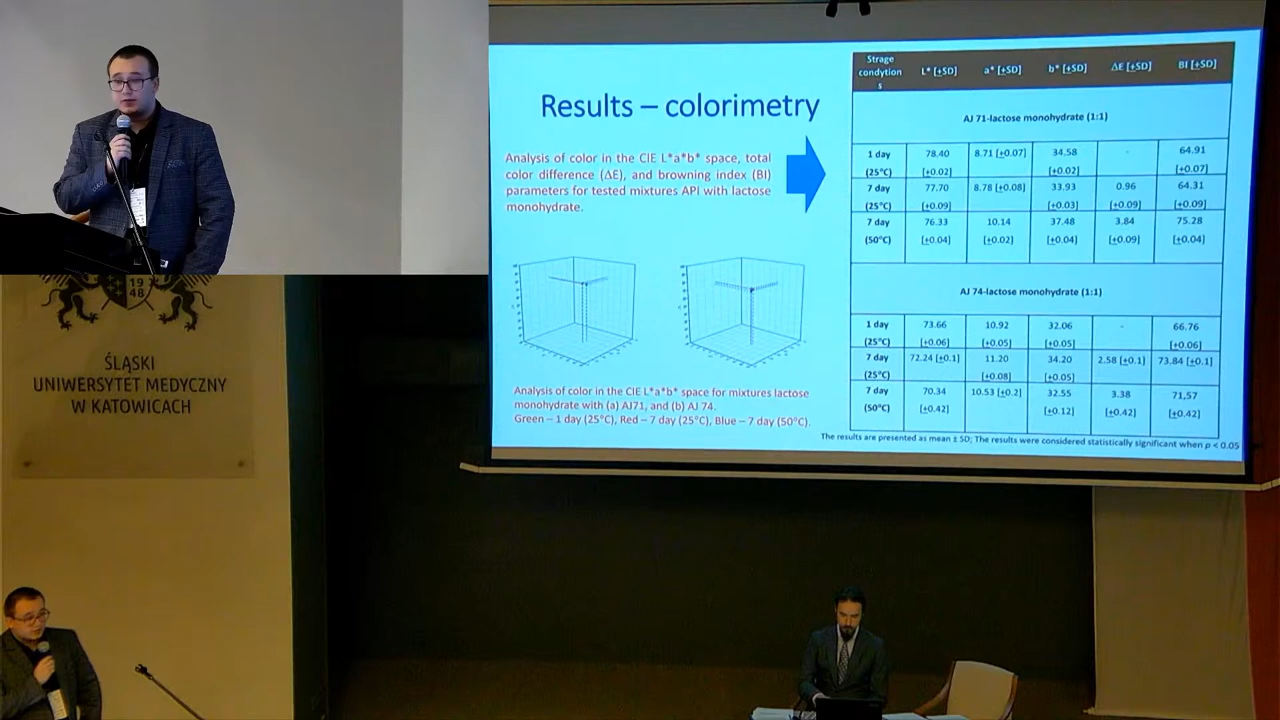 Results – colorimetry
Analysis of color in the CIE L*a*b* space, total
color difference (ΔE), and browning index (BI)
parameters for tested mixtures API with lactose
monohydrate.
Analysis of color in the CIE L*a*b* space for mixtures lactose
monohydrate with (a) AJ71, and (b) AJ 74.
Green – 1 day (25°C), Red – 7 day (25°C), Blue – 7 day (50°C).
Strage
condytion
s
L* [±SD] a* [±SD] b* [±SD] ΔE [±SD] BI [±SD]
AJ 71-lactose monohydrate (1:1)
1 day 78.40 8.71 [±0.07] 34.58 - 64.91
(25°C) [±0.02] [±0.02] [±0.07]
7 day 77.70 8.78 [±0.08] 33.93 0.96 64.31
(25°C) [±0.09] [±0.03] [±0.09] [±0.09]
7 day 76.33 10.14 37.48 3.84 75.28
(50°C) [±0.04] [±0.02] [±0.04] [±0.09] [±0.04]
AJ 74-lactose monohydrate (1:1)
1 day 73.66 10.92 32.06 - 66.76
(25°C) [±0.06] [±0.05] [±0.05] [±0.06]
7 day 72.24 [±0.1] 11.20 34.20 2.58 [±0.1] 73.84 [±0.1]
(25°C) [±0.08] [±0.05]
7 day 70.34 10.53 [±0.2] 32.55 3.38 71,57
(50°C) [±0.42] [±0.12] [±0.42] [±0.42]
The results are presented as mean ± SD; The results were considered statistically significant when p < 0.05
19
48
ŚLĄSKI
UNIWERSYTET MEDYCZNY
W KATOWICACH